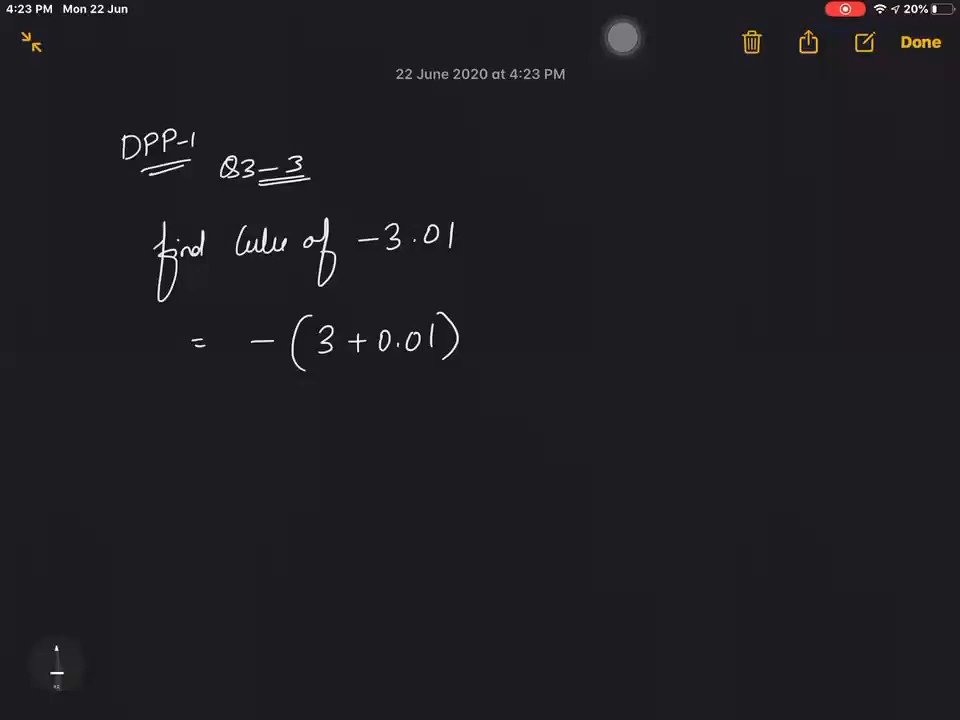 4:23 PM Mon 22 Jun 20%
Done
22 June 2020 at 4:23 PM
DPP-1
Q3-3
find Cube of -3.01
= -(3+0.01)